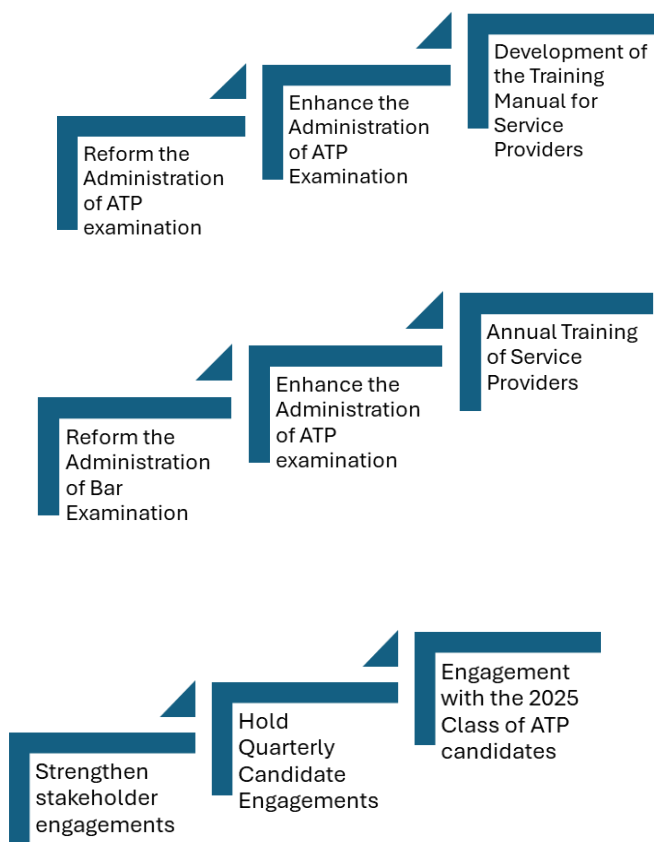 Reform the
Administration
of ATP
examination
Enhance the
Administration
of ATP
Examination
Development of
the Training
Manual for
Service
Providers
Reform the
Administration
of Bar
Examination
Enhance the
Administration
of ATP
examination
Annual Training
of Service
Providers
Strengthen
stakeholder
engagements
Hold
Quarterly
Candidate
Engagements
Engagement
with the 2025
Class of ATP
candidates